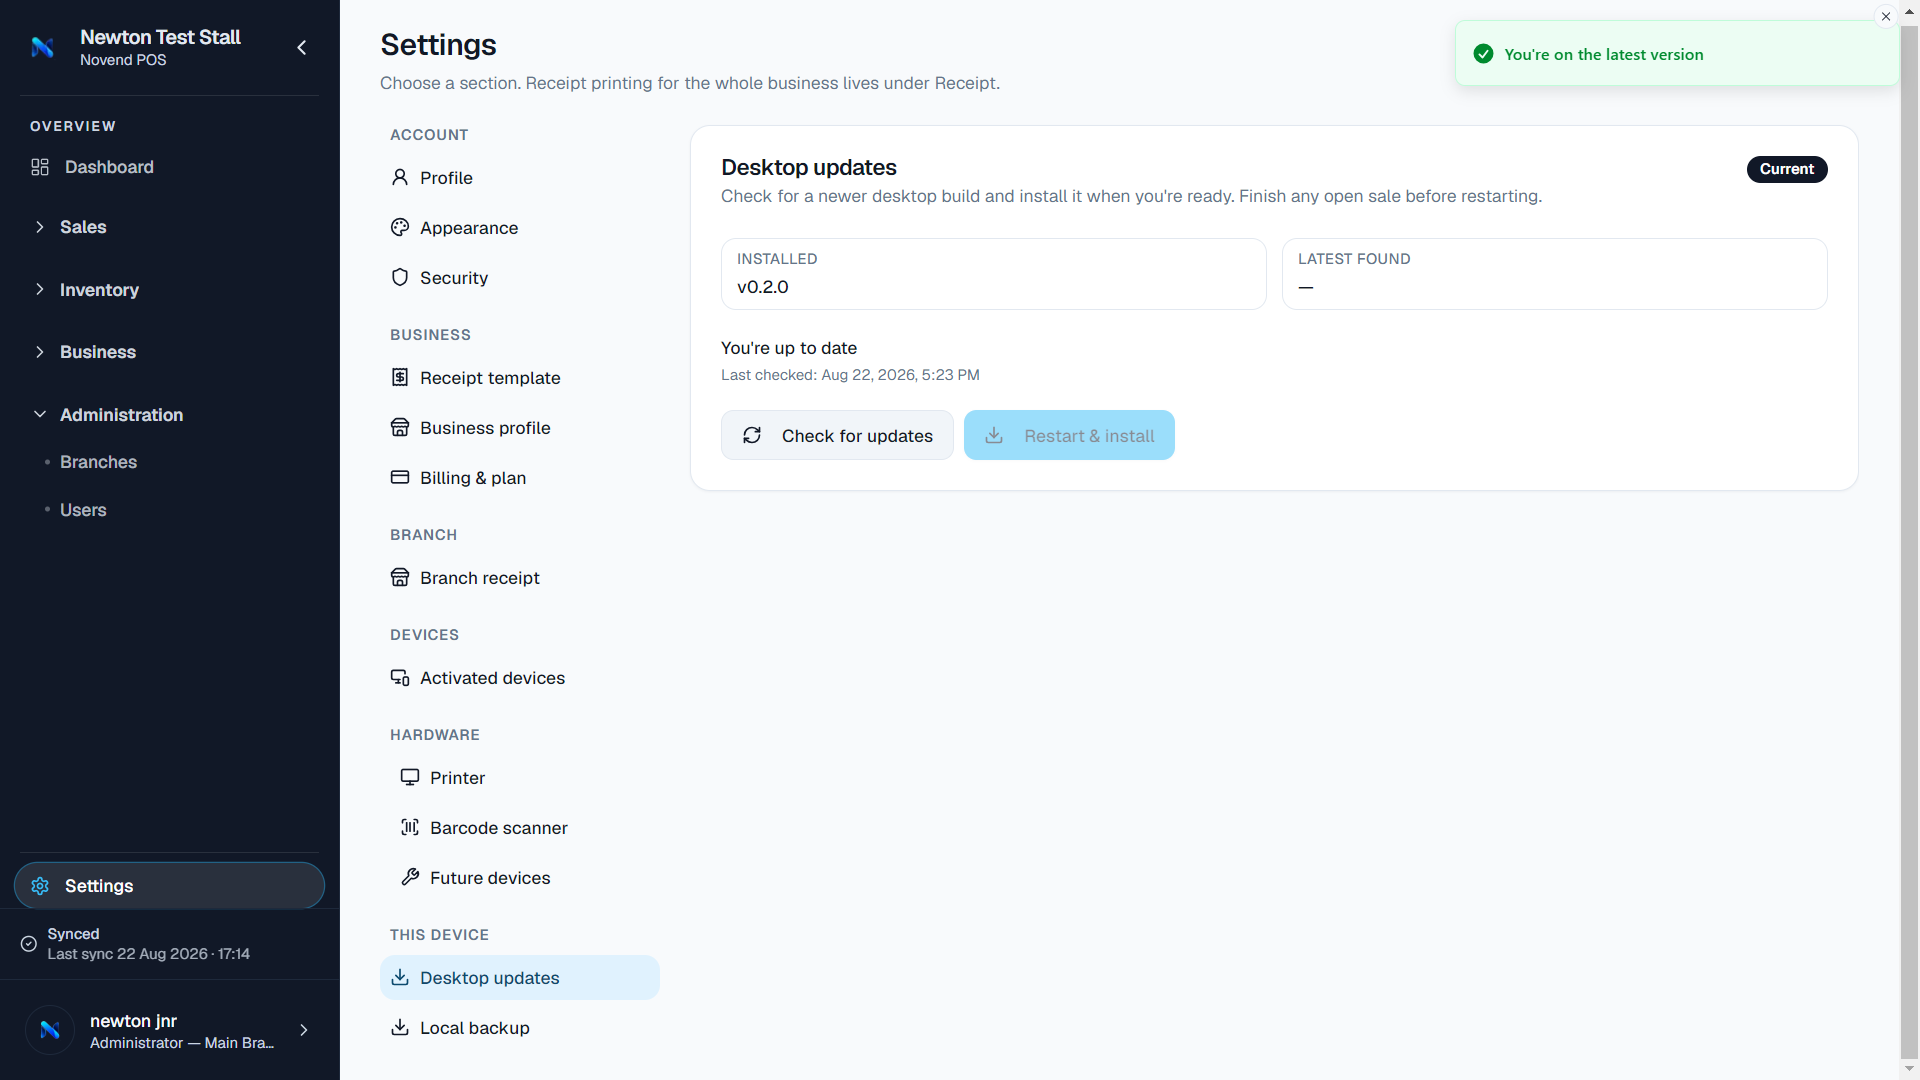 Newton Test Stall
Novend POS
OVERVIEW
Dashboard
Sales
Inventory
Business
Administration
Branches
Users
Settings
Synced
Last sync 22 Aug 2026 · 17:14
newton jnr
Administrator — Main Bra...
Settings
Choose a section. Receipt printing for the whole business lives under Receipt.
ACCOUNT
Profile
Appearance
Security
BUSINESS
Receipt template
Business profile
Billing & plan
BRANCH
Branch receipt
DEVICES
Activated devices
HARDWARE
Printer
Barcode scanner
Future devices
THIS DEVICE
Desktop updates
Local backup
Desktop updates
Current
Check for a newer desktop build and install it when you're ready. Finish any open sale before restarting.
INSTALLED
v0.2.0
LATEST FOUND
—
You're up to date
Last checked: Aug 22, 2026, 5:23 PM
Check for updates
Restart & install
You're on the latest version